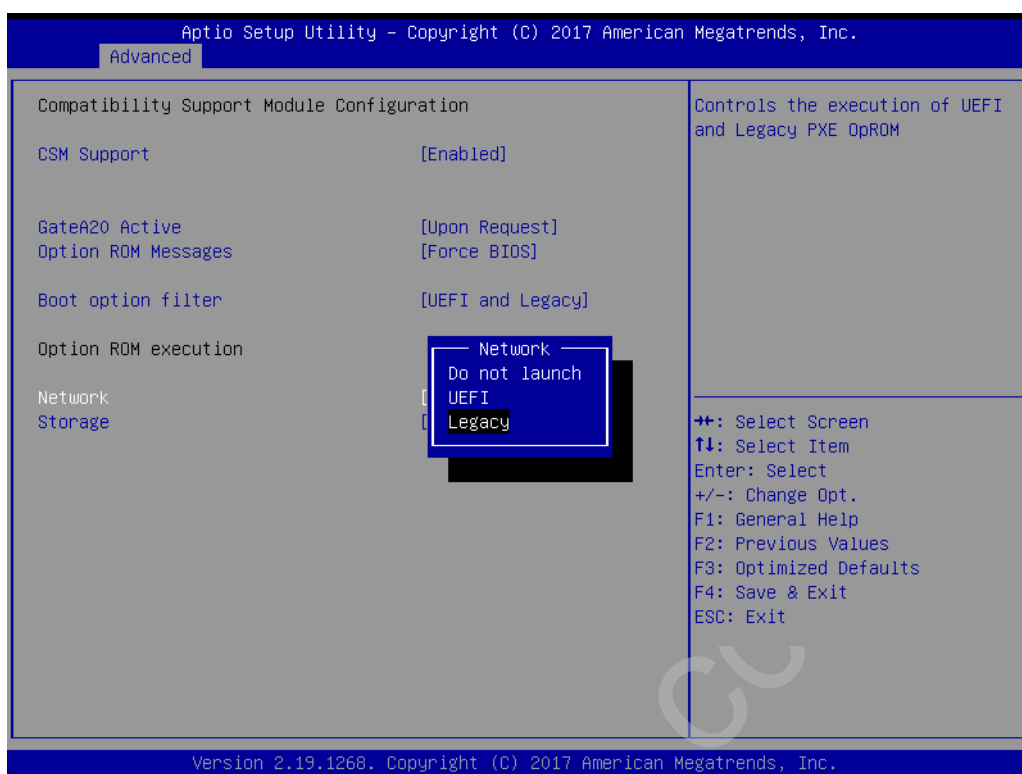 Aptio Setup Utility – Copyright (C) 2017 American Megatrends, Inc.
Advanced
Compatibility Support Module Configuration
CSM Support [Enabled]
GateA20 Active [Upon Request]
Option ROM Messages [Force BIOS]
Boot option filter [UEFI and Legacy]
Option ROM execution
Network [
Storage [
Network
Do not launch
UEFI
Legacy
Controls the execution of UEFI
and Legacy PXE OpROM
→←: Select Screen
↑↓: Select Item
Enter: Select
+/-: Change Opt.
F1: General Help
F2: Previous Values
F3: Optimized Defaults
F4: Save & Exit
ESC: Exit
Version 2.19.1268. Copyright (C) 2017 American Megatrends, Inc.